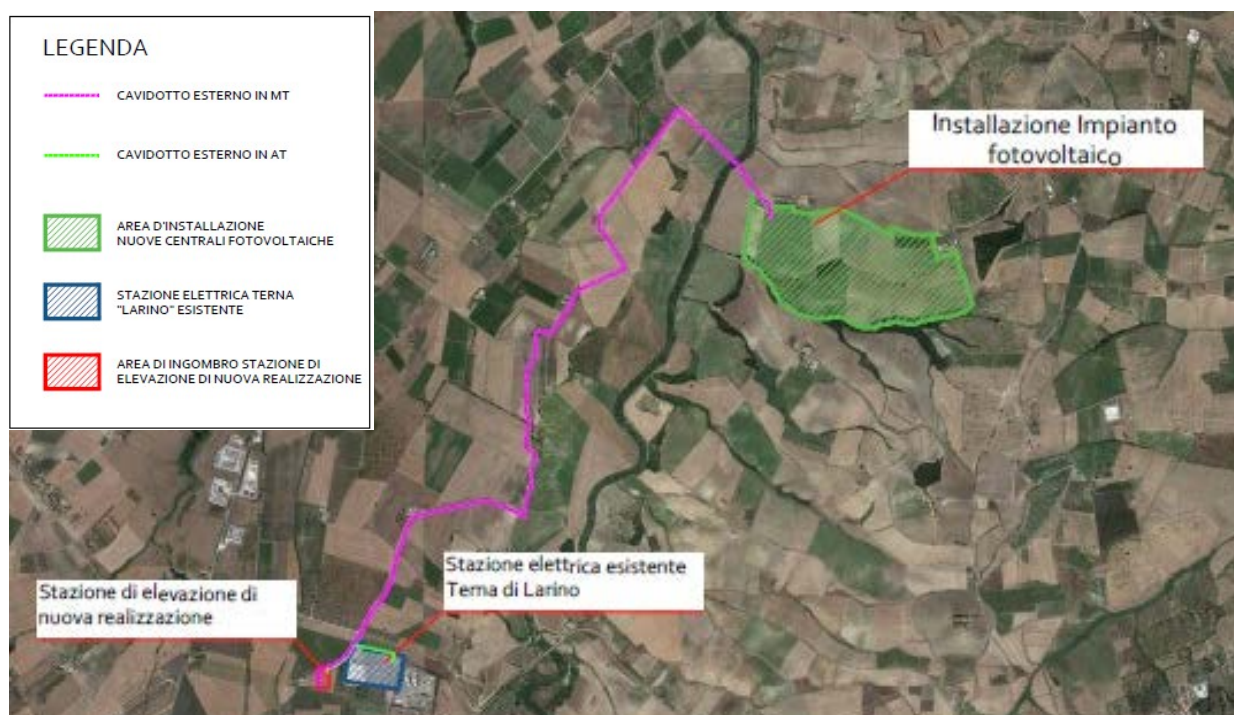 LEGENDA
CAVIDOTTO ESTERNO IN MT
CAVIDOTTO ESTERNO IN AT
AREA D'INSTALLAZIONE
NUOVE CENTRALI FOTOVOLTAICHE
STAZIONE ELETTRICA TERNA
"LARINO" ESISTENTE
AREA DI INGOMBRO STAZIONE DI
ELEVAZIONE DI NUOVA REALIZZAZIONE
Installazione Impianto
fotovoltaico
Stazione elettrica esistente
Terna di Larino
Stazione di elevazione di
nuova realizzazione